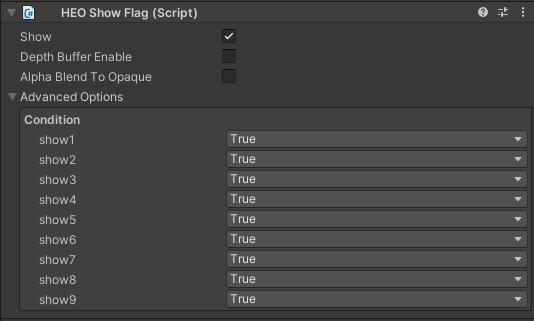 HEO Show Flag (Script)
Show
Depth Buffer Enable
Alpha Blend To Opaque
Advanced Options
Condition
show1 True
show2 True
show3 True
show4 True
show5 True
show6 True
show7 True
show8 True
show9 True